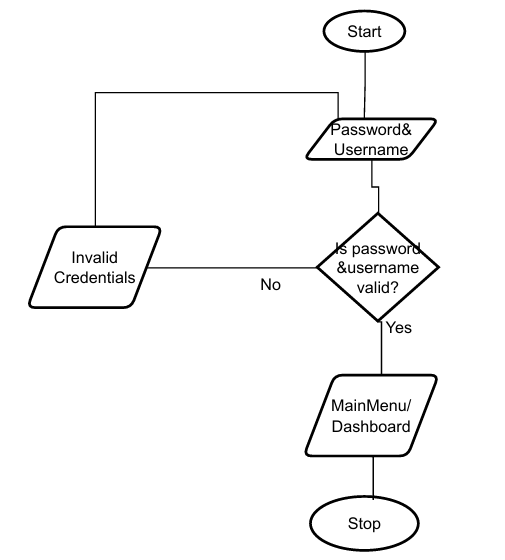 Start
Password&
Username
Is password
&username
valid?
Invalid
Credentials
No
Yes
MainMenu/
Dashboard
Stop